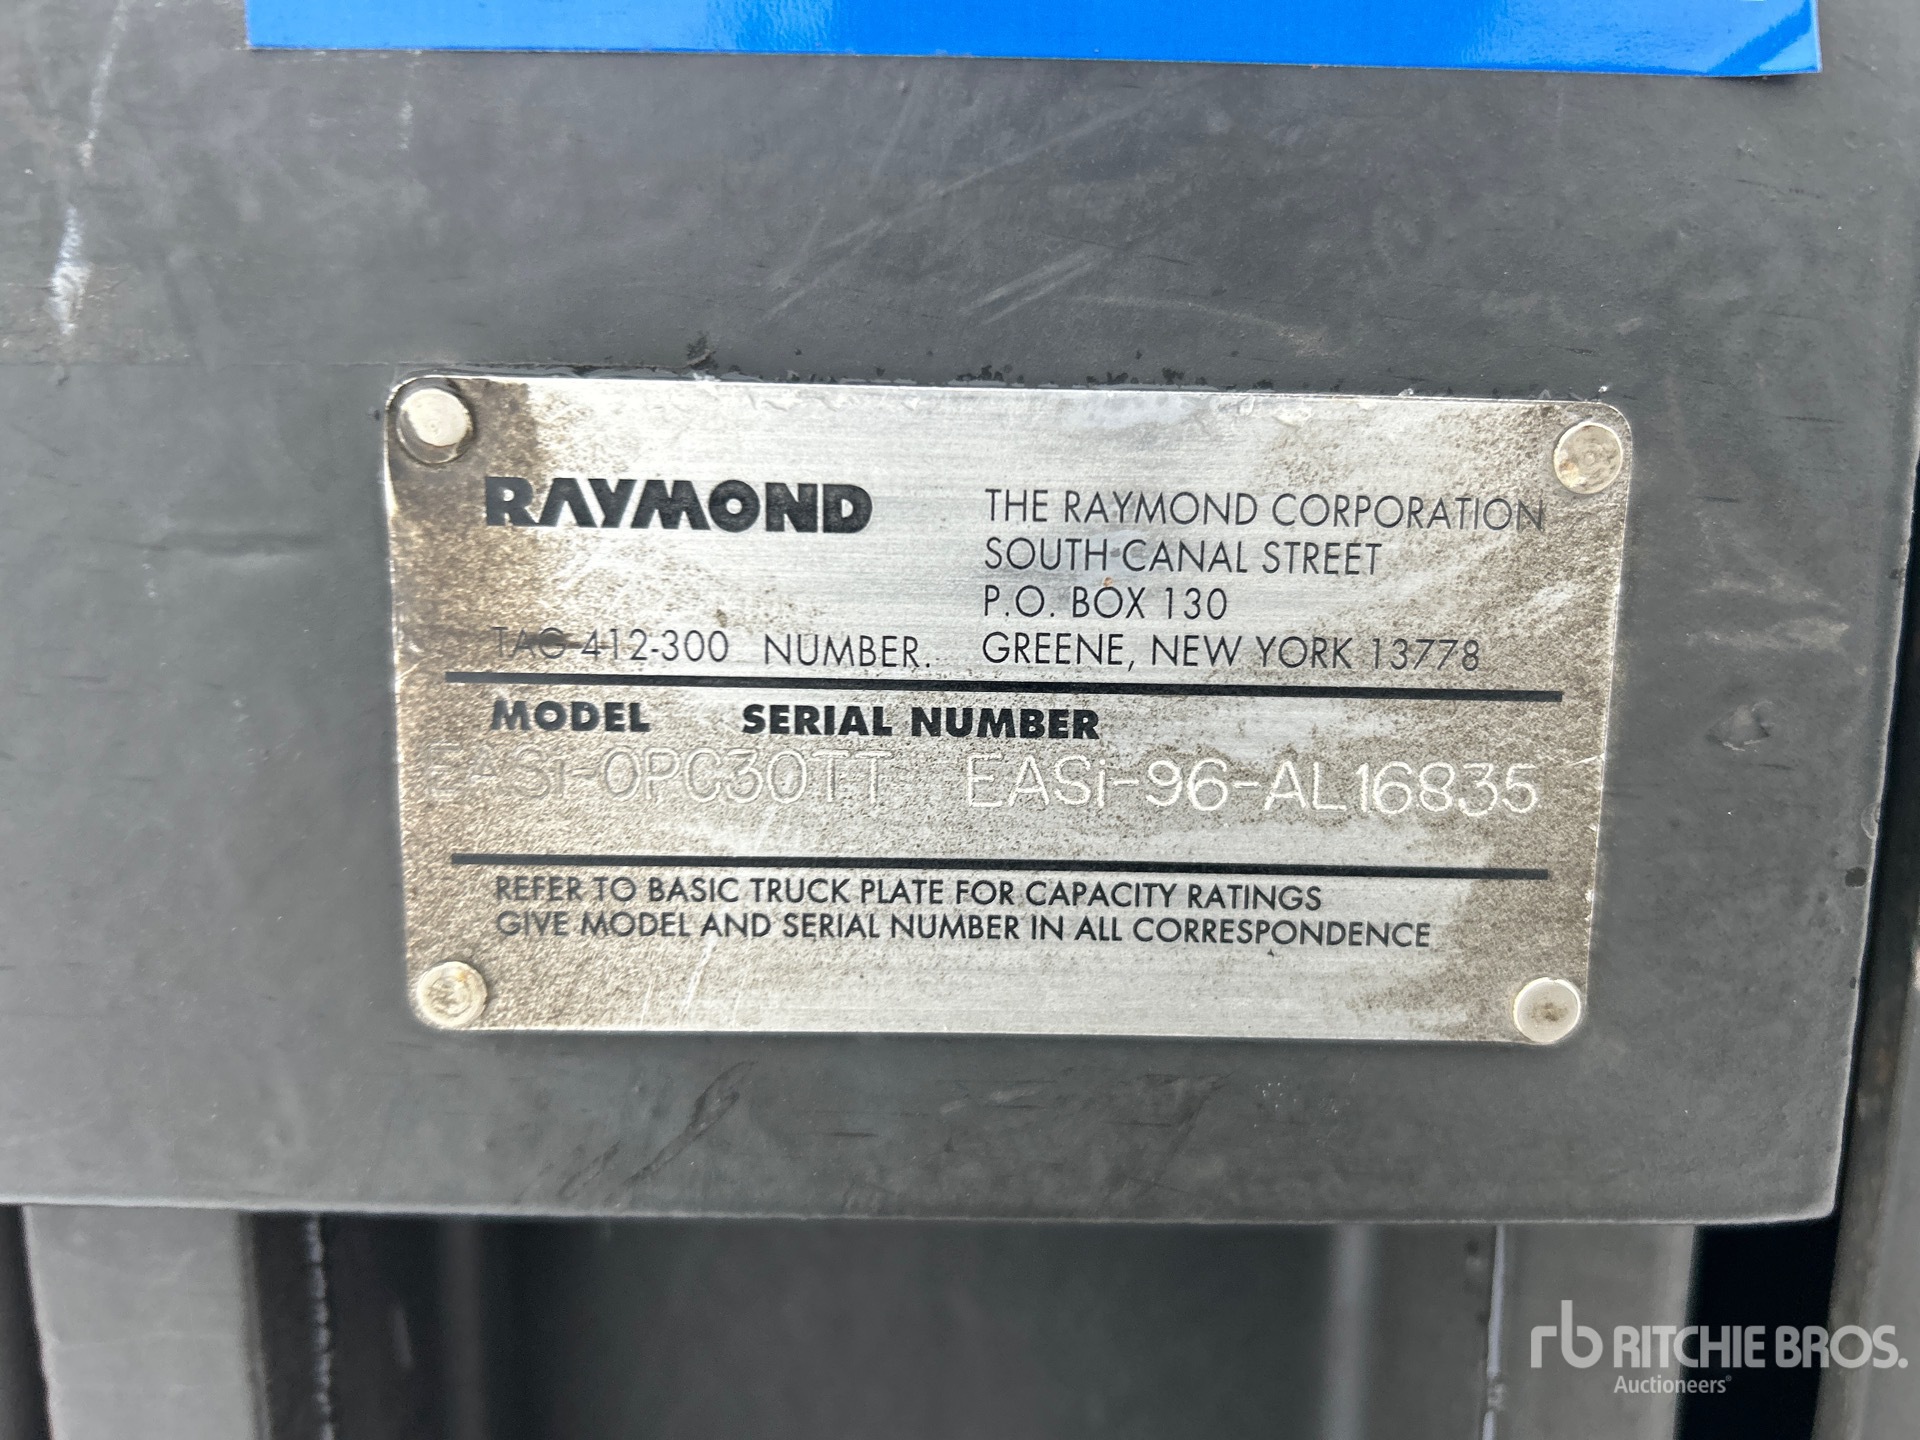 RAYMOND
THE RAYMOND CORPORATION
SOUTH CANAL STREET
P.O. BOX 130
GREENE, NEW YORK 13778
TAG 412-300 NUMBER.
MODEL SERIAL NUMBER
EASi-OPC30TT EASi-96-AL16835
REFER TO BASIC TRUCK PLATE FOR CAPACITY RATINGS
GIVE MODEL AND SERIAL NUMBER IN ALL CORRESPONDENCE
rb RITCHIE BROS.
Auctioneers®